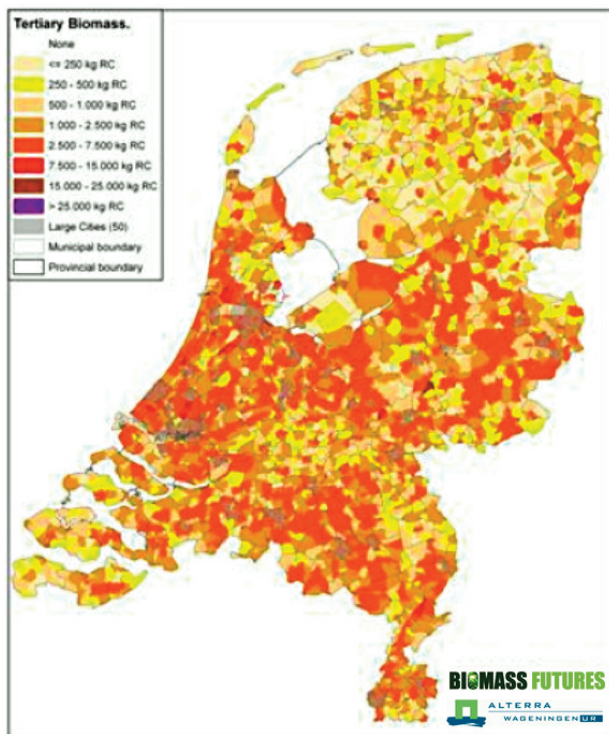 Tertiary Biomass.
None
<= 250 kg RC
250 - 500 kg RC
500 - 1.000 kg RC
1.000 - 2.500 kg RC
2.500 - 7.500 kg RC
7.500 - 15.000 kg RC
15.000 - 25.000 kg RC
> 25.000 kg RC
Large Cities (50)
Municipal boundary
Provincial boundary
BIOMASS FUTURES
ALTERRA
WAGENINGEN UR